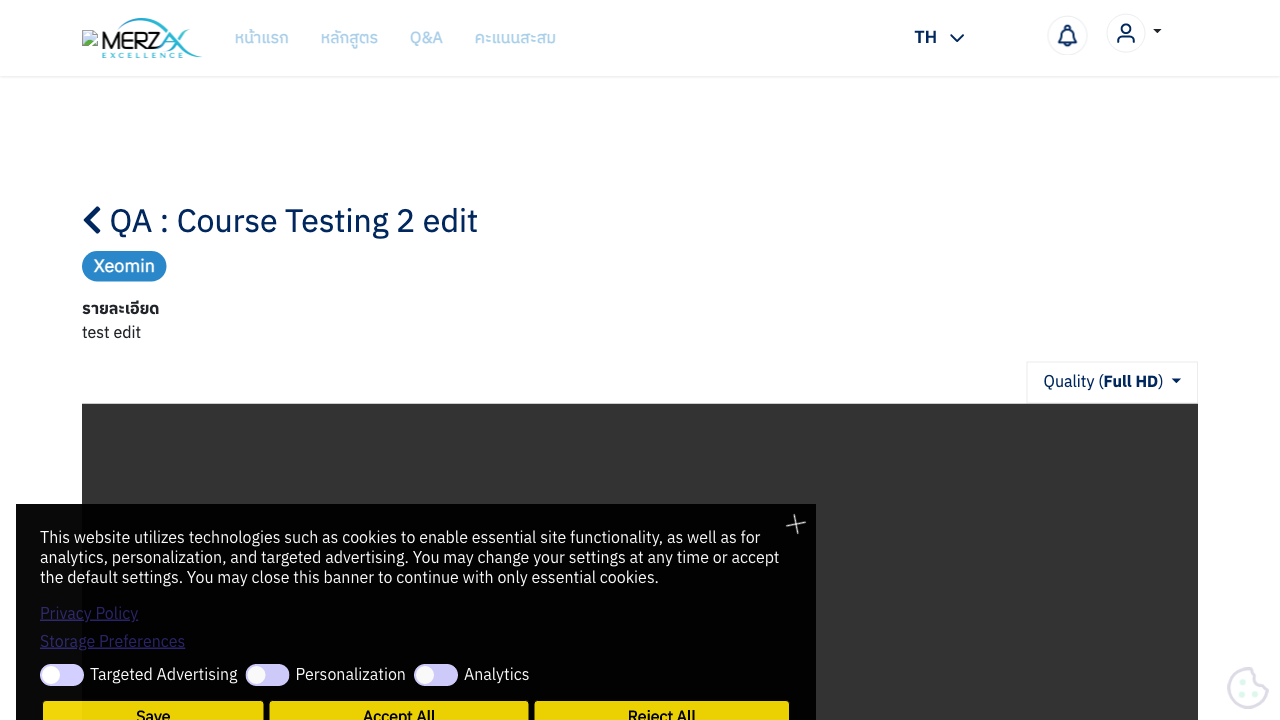 MERZ
EXCELLENCE
หน้าแรก
หลักสูตร
Q&A
คะแนนสะสม
TH
QA : Course Testing 2 edit
Xeomin
รายละเอียด
test edit
Quality (Full HD)
This website utilizes technologies such as cookies to enable essential site functionality, as well as for
analytics, personalization, and targeted advertising. You may change your settings at any time or accept
the default settings. You may close this banner to continue with only essential cookies.
Privacy Policy
Storage Preferences
Targeted Advertising
Personalization
Analytics
Save
Accept All
Reject All